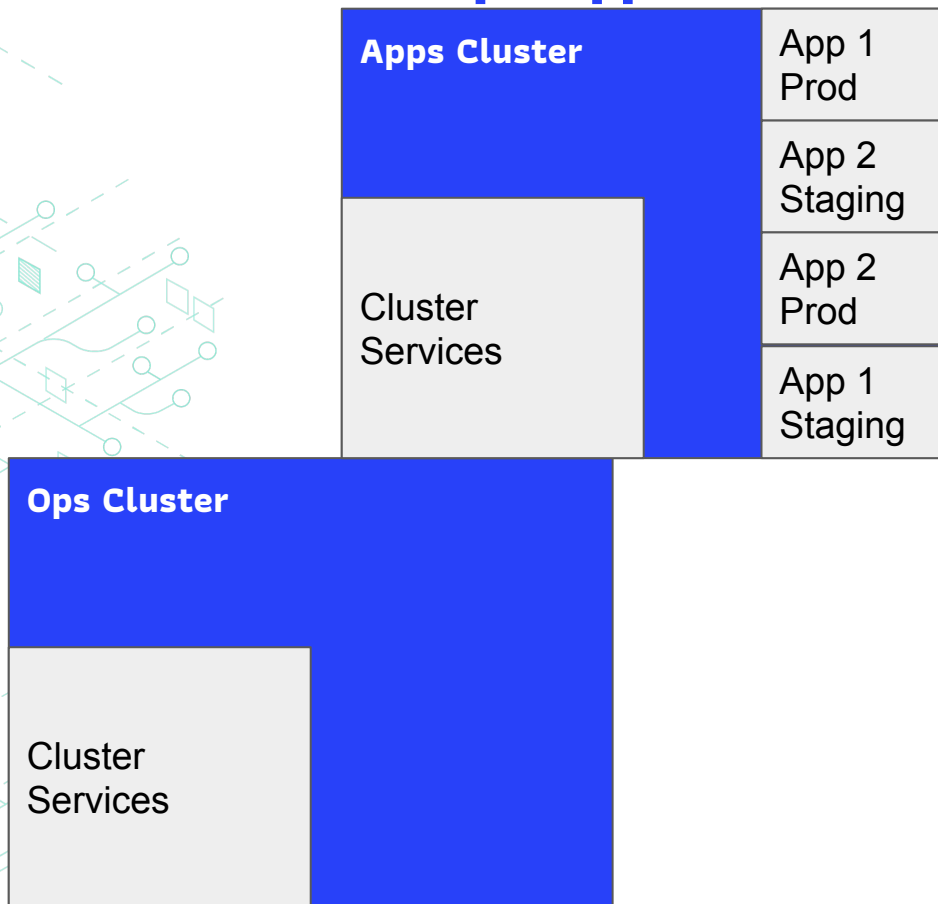 Apps Cluster
App 1
Prod
App 2
Staging
App 2
Prod
App 1
Staging
Cluster
Services
Ops Cluster
Cluster
Services